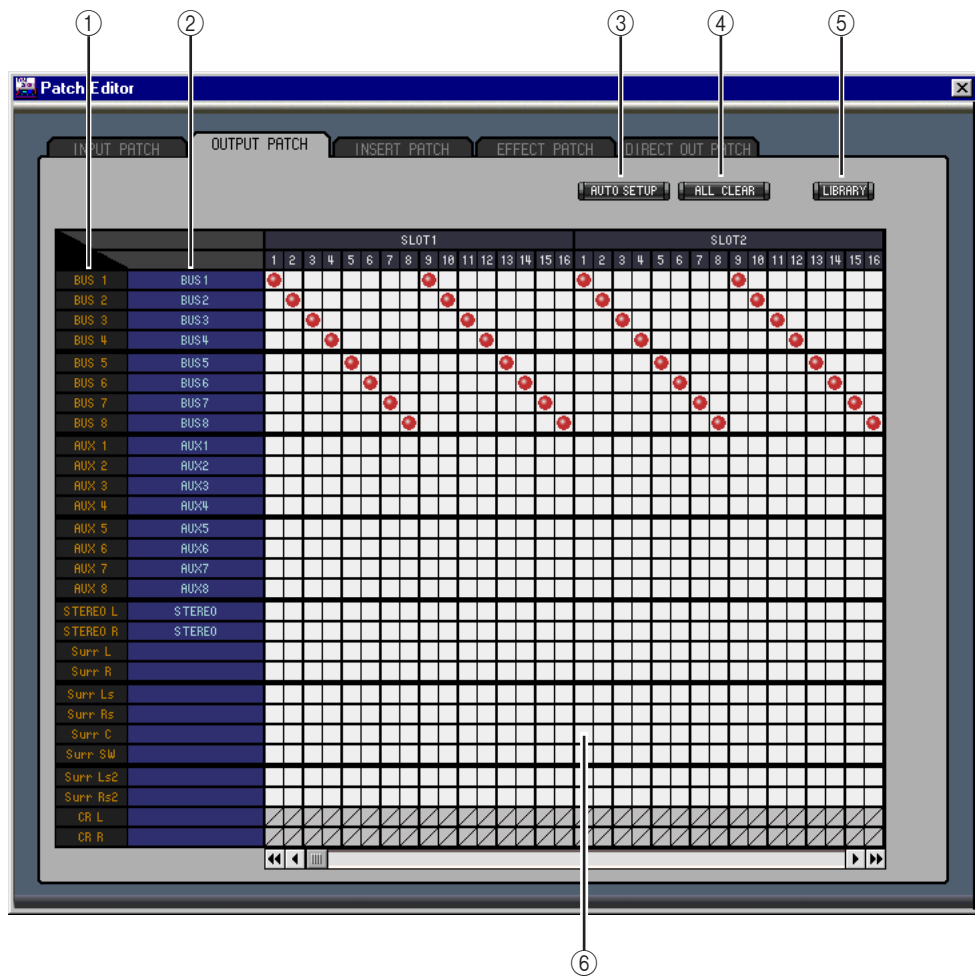 ① ② ③ ④ ⑤
Patch Editor
INPUT PATCH OUTPUT PATCH INSERT PATCH EFFECT PATCH DIRECT OUT PATCH
AUTO SETUP ALL CLEAR LIBRARY
SLOT1 SLOT2
1 2 3 4 5 6 7 8 9 10 11 12 13 14 15 16 1 2 3 4 5 6 7 8 9 10 11 12 13 14 15 16
BUS 1 BUS1
BUS 2 BUS2
BUS 3 BUS3
BUS 4 BUS4
BUS 5 BUS5
BUS 6 BUS6
BUS 7 BUS7
BUS 8 BUS8
AUX 1 AUX1
AUX 2 AUX2
AUX 3 AUX3
AUX 4 AUX4
AUX 5 AUX5
AUX 6 AUX6
AUX 7 AUX7
AUX 8 AUX8
STEREO L STEREO
STEREO R STEREO
Surr L
Surr R
Surr Ls
Surr Rs
Surr C
Surr SW
Surr Ls2
Surr Rs2
CR L
CR R
⑥